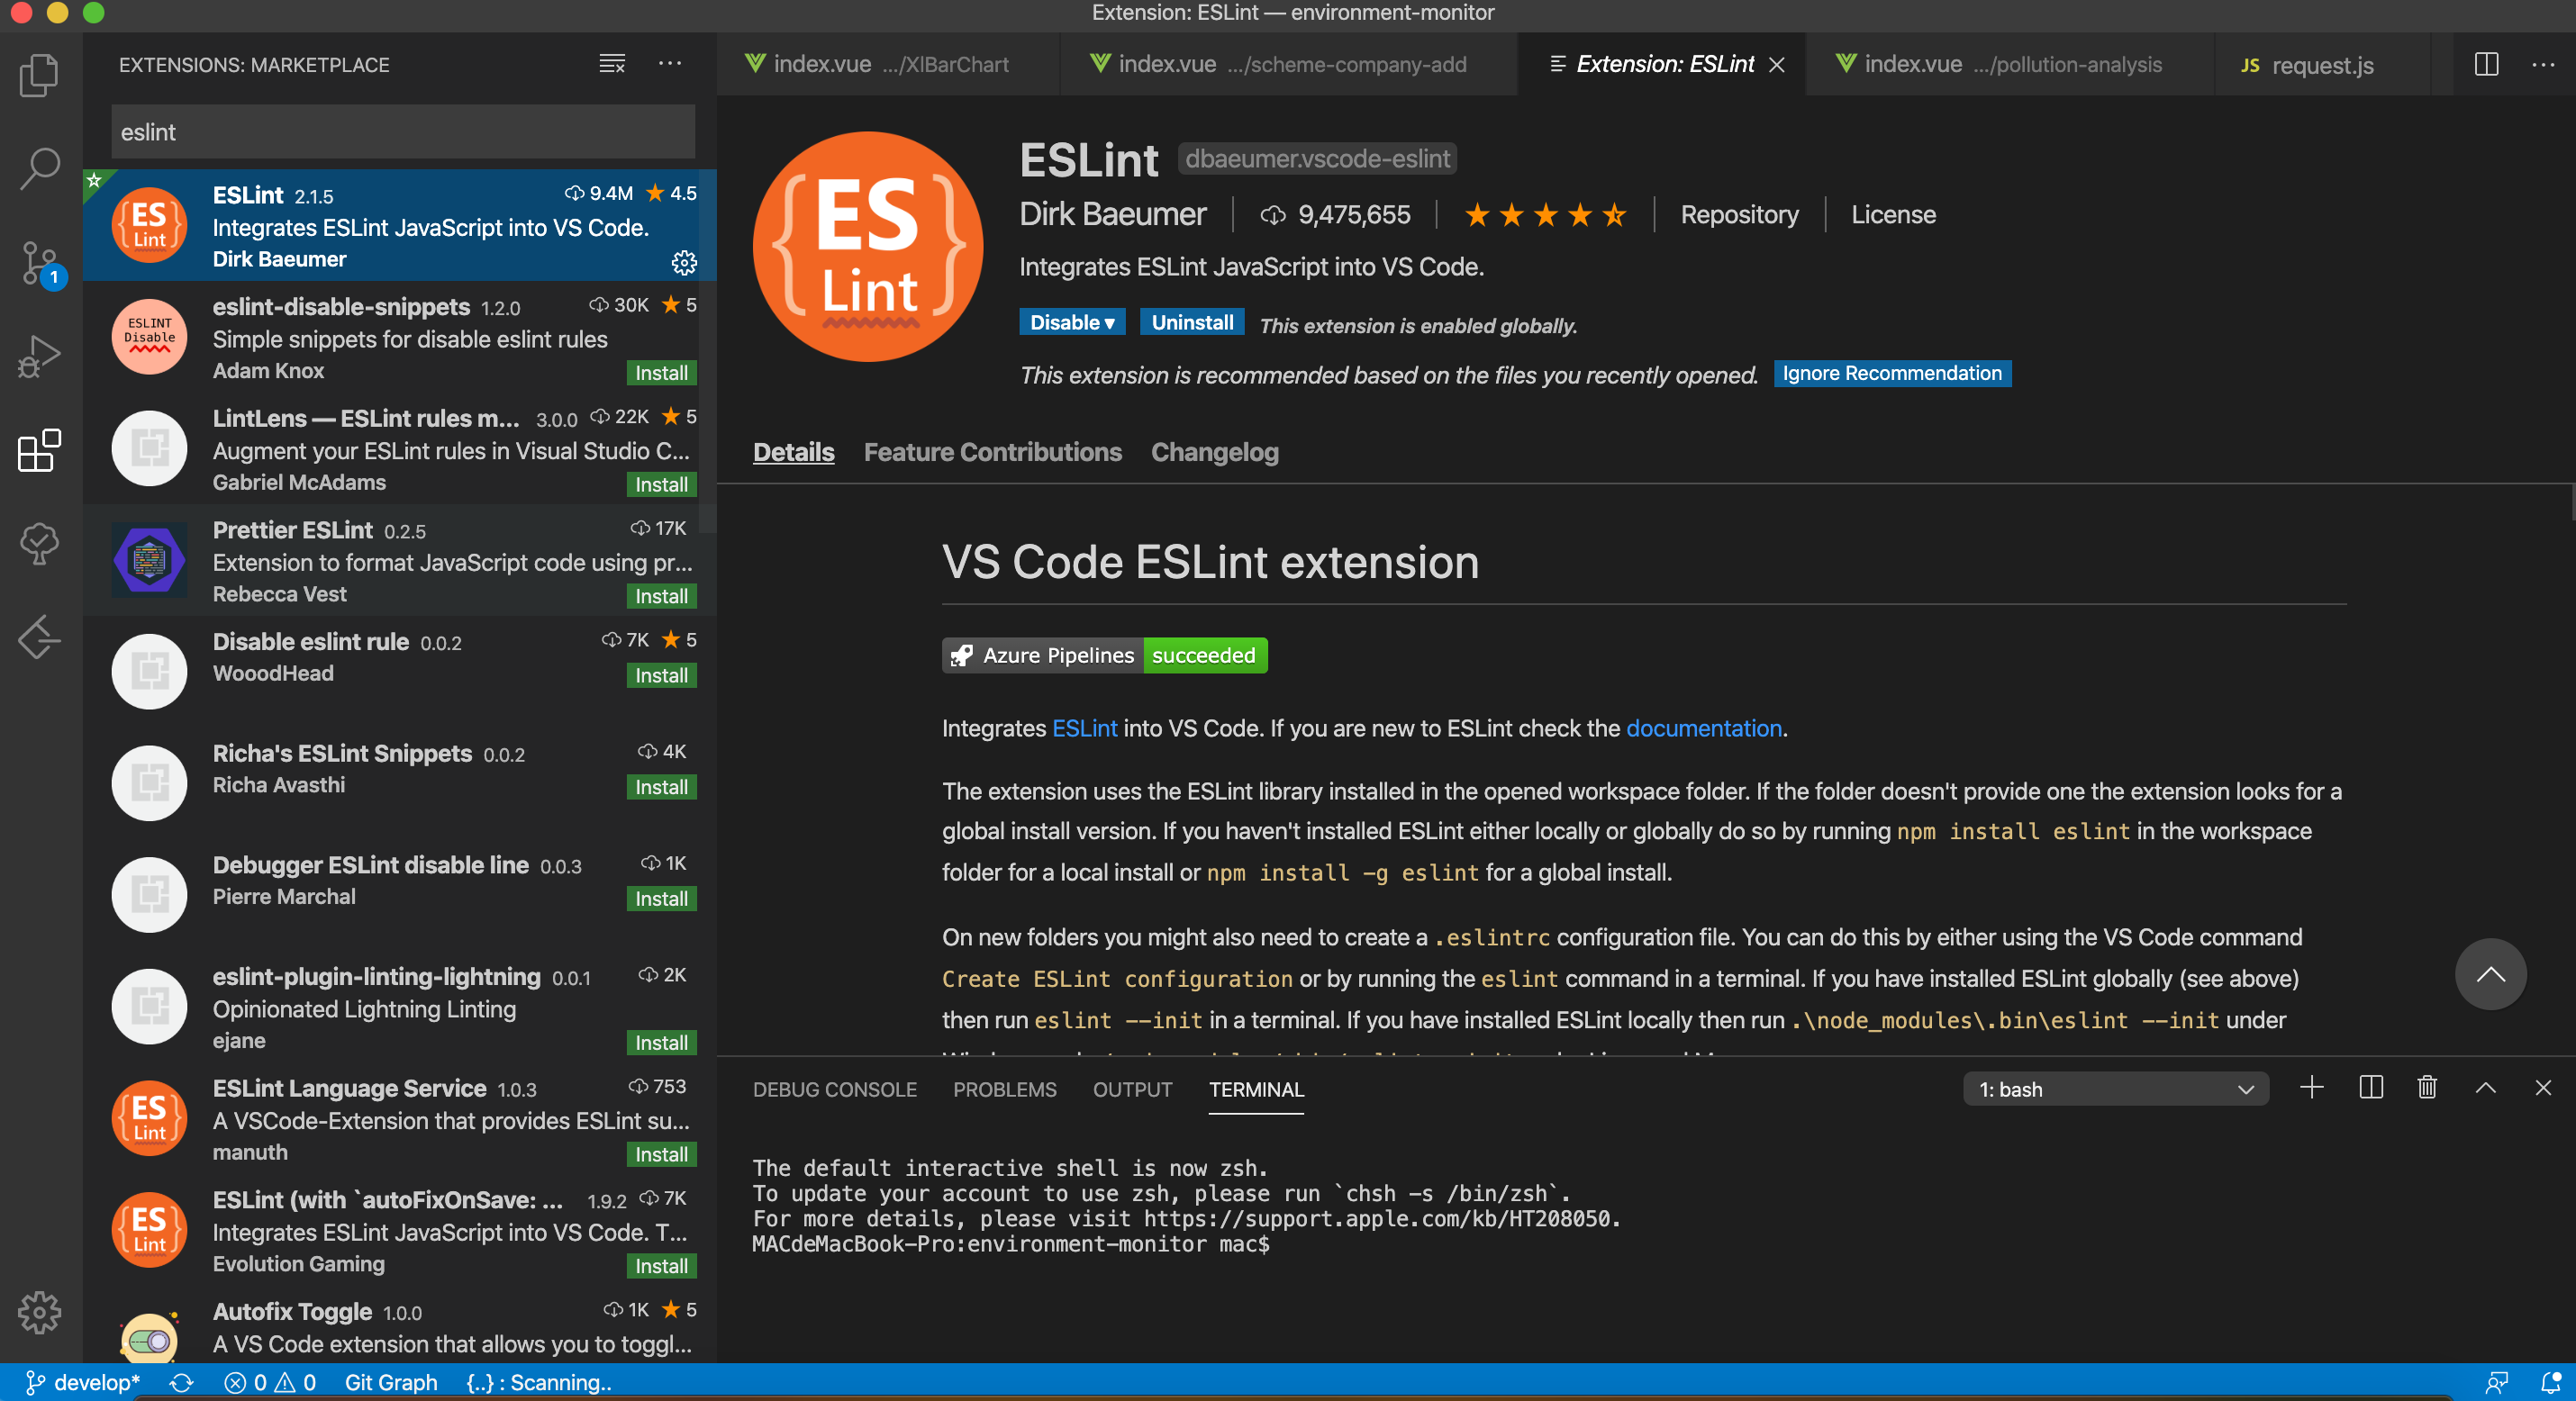 Extension: ESLint — environment-monitor
EXTENSIONS: MARKETPLACE
eslint
ESLint 2.1.5 9.4M ★ 4.5
Integrates ESLint JavaScript into VS Code.
Dirk Baeumer
eslint-disable-snippets 1.2.0 30K ★ 5
Simple snippets for disable eslint rules
Adam Knox Install
LintLens — ESLint rules m... 3.0.0 22K ★ 5
Augment your ESLint rules in Visual Studio C...
Gabriel McAdams Install
Prettier ESLint 0.2.5 17K
Extension to format JavaScript code using pr...
Rebecca Vest Install
Disable eslint rule 0.0.2 7K ★ 5
WooodHead Install
Richa's ESLint Snippets 0.0.2 4K
Richa Avasthi Install
Debugger ESLint disable line 0.0.3 1K
Pierre Marchal Install
eslint-plugin-linting-lightning 0.0.1 2K
Opinionated Lightning Linting
ejane Install
ESLint Language Service 1.0.3 753
A VSCode-Extension that provides ESLint su...
manuth Install
ESLint (with `autoFixOnSave: ... 1.9.2 7K
Integrates ESLint JavaScript into VS Code. T...
Evolution Gaming Install
Autofix Toggle 1.0.0 1K ★ 5
A VS Code extension that allows you to toggl...
{ES
Lint}
ESLINT
Disable
{ES
Lint}
{ES
Lint}
index.vue .../XlBarChart index.vue .../scheme-company-add Extension: ESLint index.vue .../pollution-analysis JS request.js
{ES
Lint}
ESLint dbaeumer.vscode-eslint
Dirk Baeumer 9,475,655 Repository License
Integrates ESLint JavaScript into VS Code.
Disable▾ Uninstall This extension is enabled globally.
This extension is recommended based on the files you recently opened. Ignore Recommendation
Details Feature Contributions Changelog
VS Code ESLint extension
Azure Pipelines succeeded
Integrates ESLint into VS Code. If you are new to ESLint check the documentation.
The extension uses the ESLint library installed in the opened workspace folder. If the folder doesn't provide one the extension looks for a
global install version. If you haven't installed ESLint either locally or globally do so by running npm install eslint in the workspace
folder for a local install or npm install -g eslint for a global install.
On new folders you might also need to create a .eslintrc configuration file. You can do this by either using the VS Code command
Create ESLint configuration or by running the eslint command in a terminal. If you have installed ESLint globally (see above)
then run eslint --init in a terminal. If you have installed ESLint locally then run .\node_modules\.bin\eslint --init under
DEBUG CONSOLE PROBLEMS OUTPUT TERMINAL 1: bash
The default interactive shell is now zsh.
To update your account to use zsh, please run `chsh -s /bin/zsh`.
For more details, please visit https://support.apple.com/kb/HT208050.
MACdeMacBook-Pro:environment-monitor mac$
1
develop* 0 0 Git Graph {..} : Scanning..